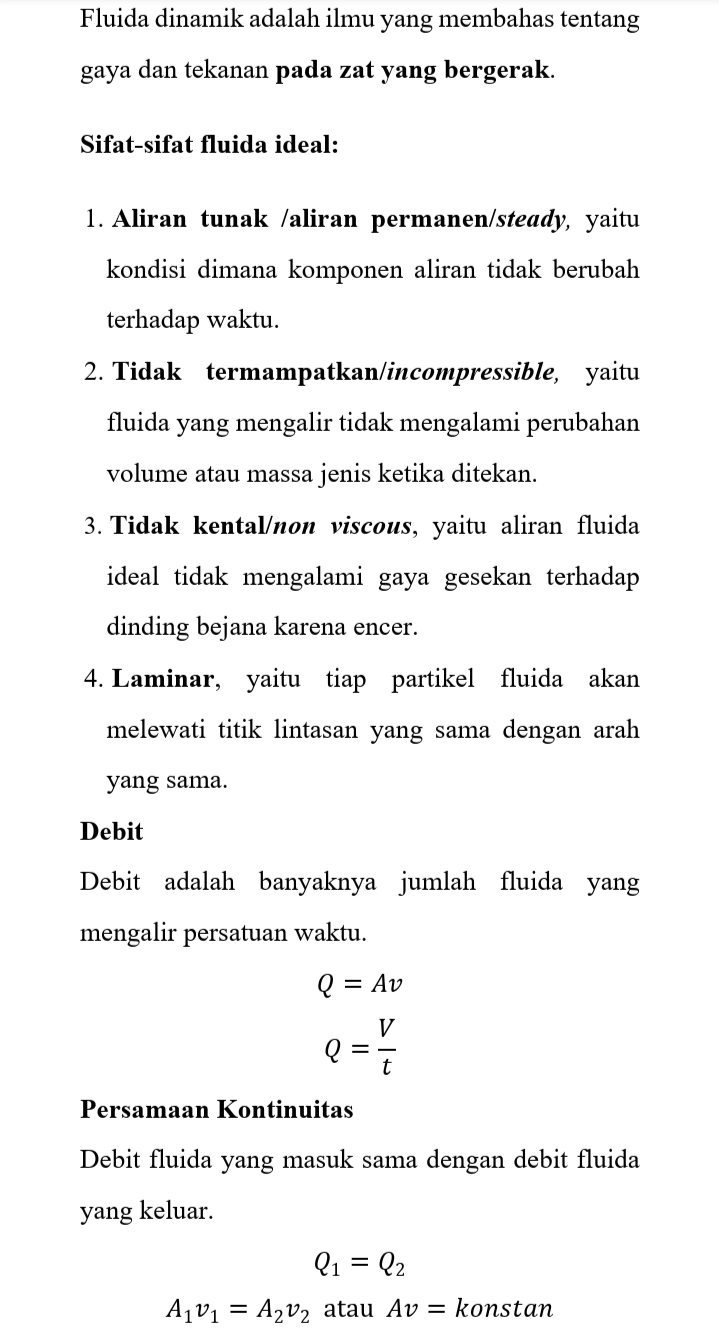 Fluida dinamik adalah ilmu yang membahas tentang
gaya dan tekanan pada zat yang bergerak.
Sifat-sifat fluida ideal:
1. Aliran tunak /aliran permanen/steady, yaitu
kondisi dimana komponen aliran tidak berubah
terhadap waktu.
2. Tidak termampatkan/incompressible, yaitu
fluida yang mengalir tidak mengalami perubahan
volume atau massa jenis ketika ditekan.
3. Tidak kental/non viscous, yaitu aliran fluida
ideal tidak mengalami gaya gesekan terhadap
dinding bejana karena encer.
4. Laminar, yaitu tiap partikel fluida akan
melewati titik lintasan yang sama dengan arah
yang sama.
Debit
Debit adalah banyaknya jumlah fluida yang
mengalir persatuan waktu.
Q = Av
Q = V/t
Persamaan Kontinuitas
Debit fluida yang masuk sama dengan debit fluida
yang keluar.
Q₁ = Q₂
A₁v₁ = A₂v₂ atau Av = konstan